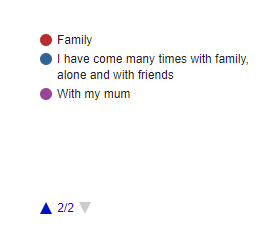 Family
I have come many times with family,
alone and with friends
With my mum
2/2